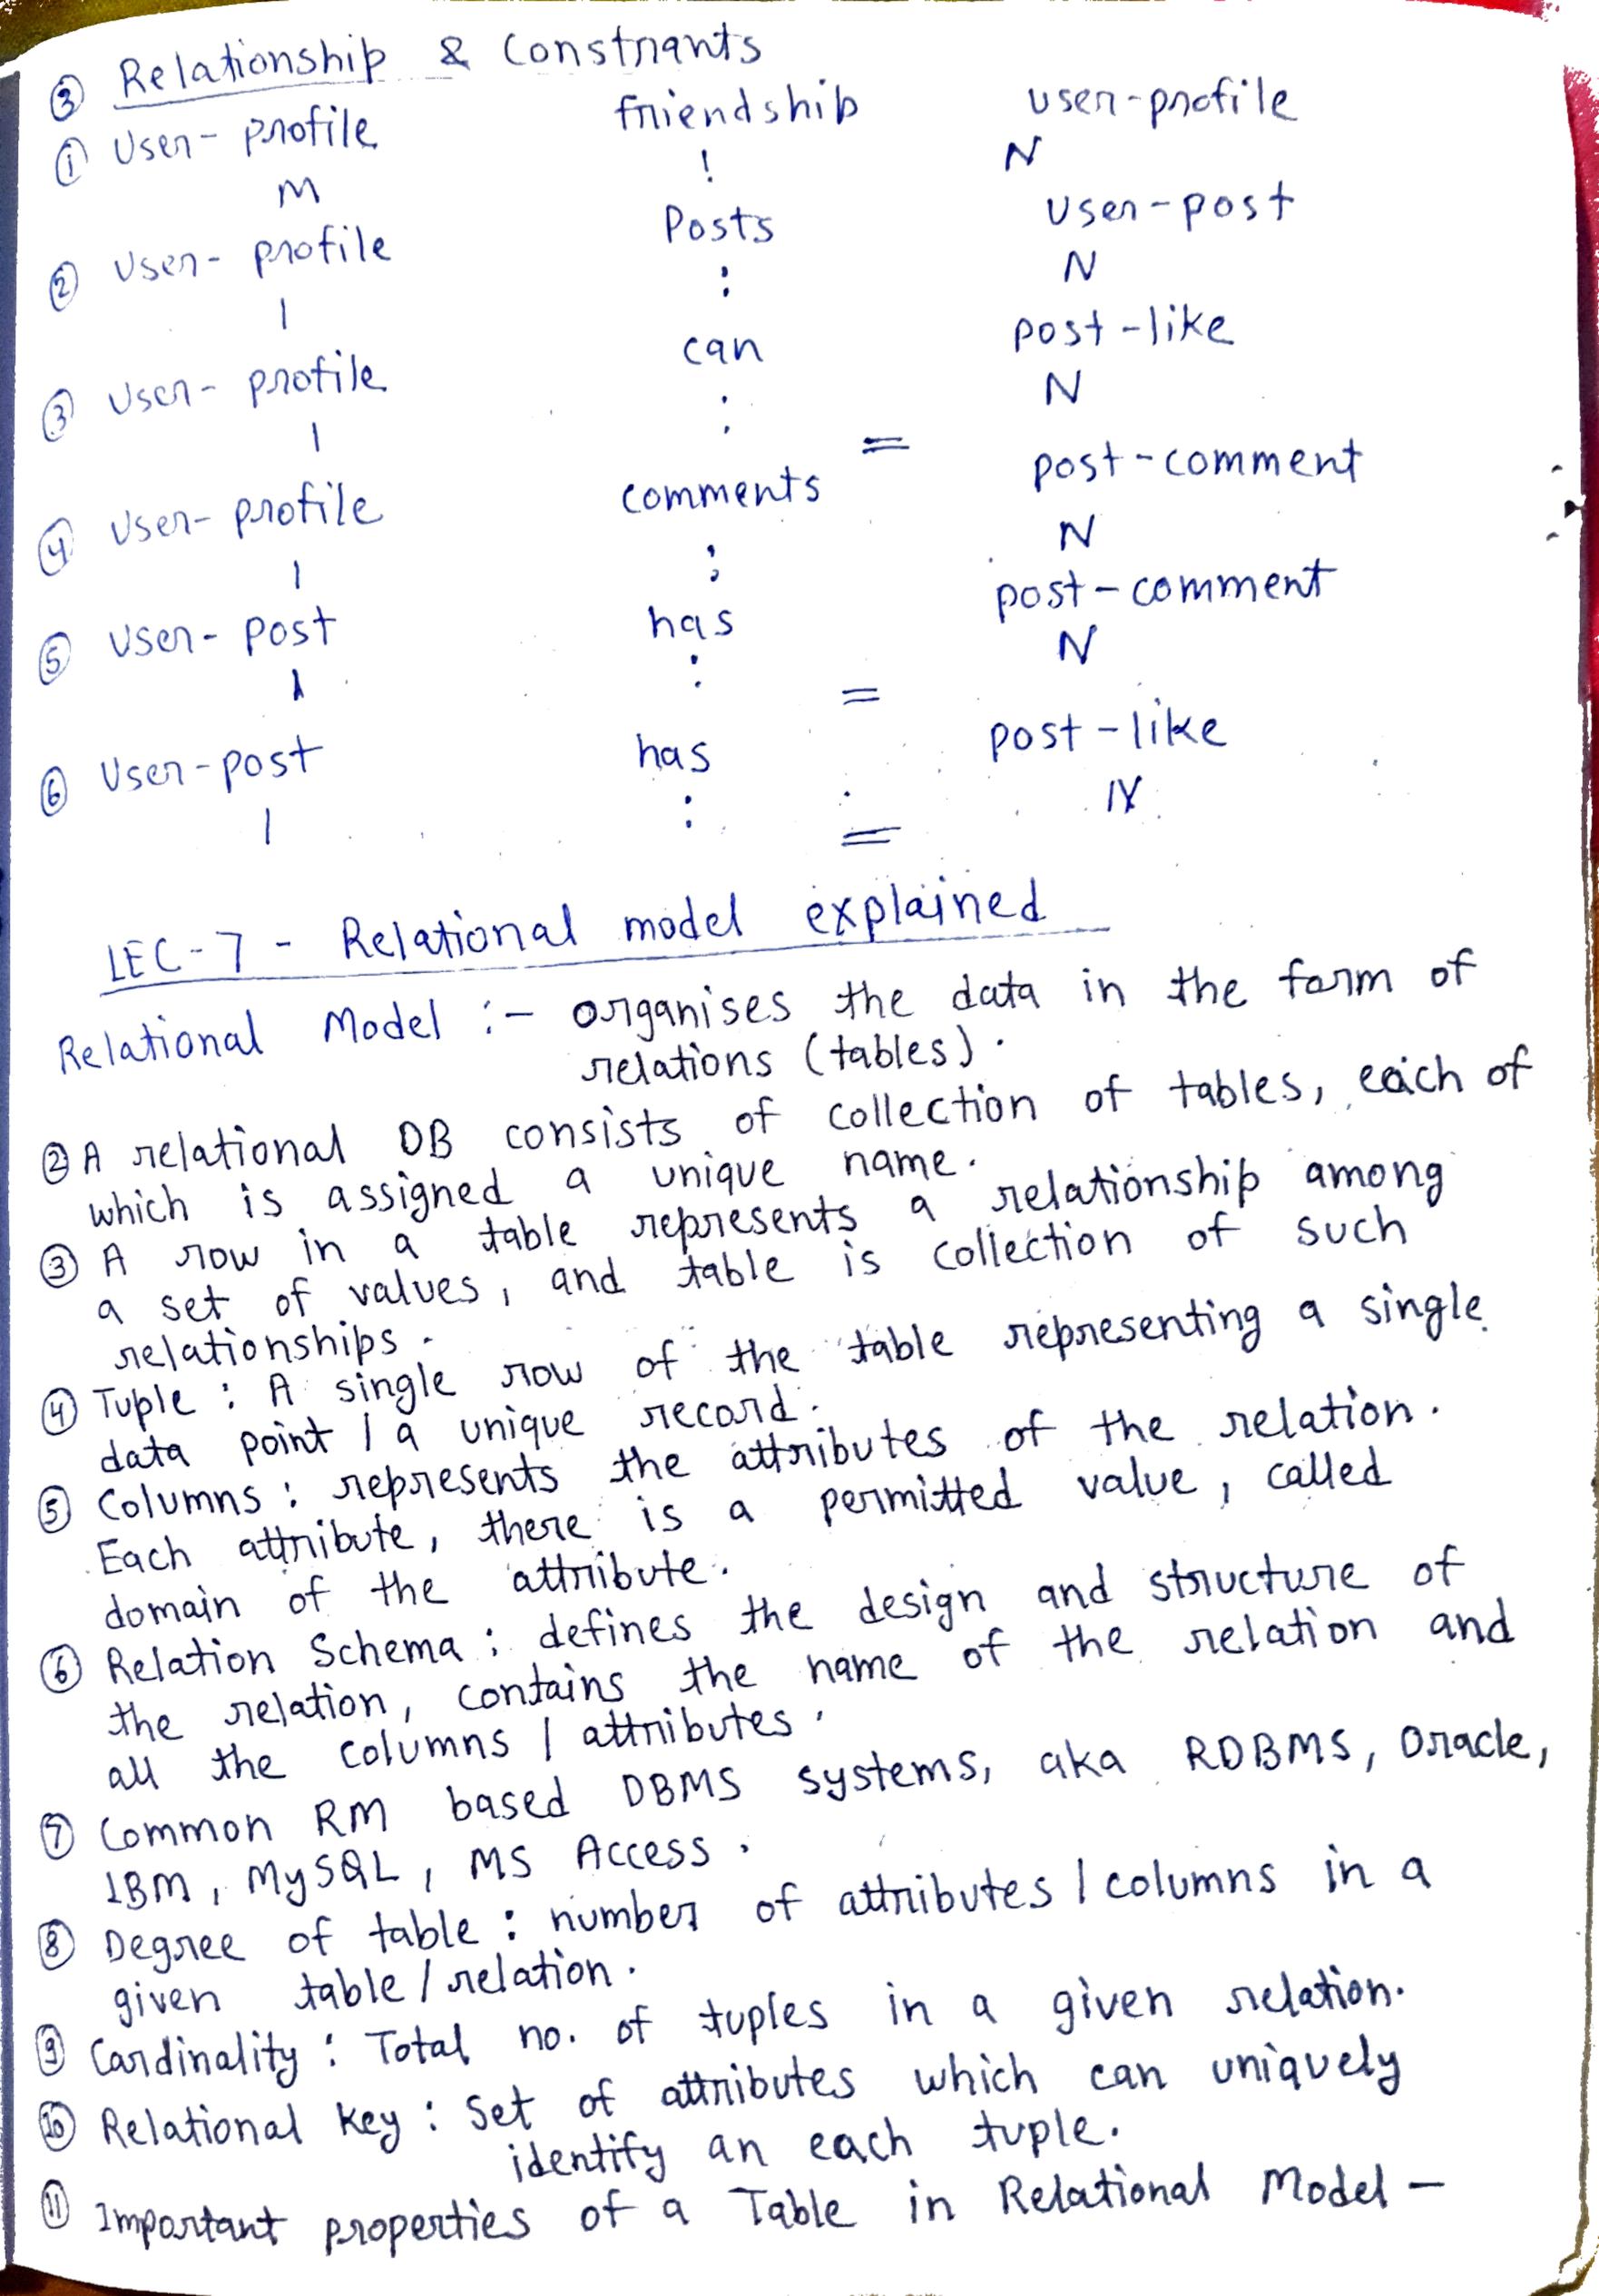 ③ Relationship & Constraints
① User-profile friendship user-profile
M : N
② User-profile Posts user-post
1 : N
③ User-profile can post-like
1 : N
=
④ User-profile comments post-comment
1 : N
⑤ User-post has post-comment
1 : N
=
⑥ User-post has post-like
1 : N
=
LEC-7 - Relational model explained
Relational Model :- organises the data in the form of
relations (tables).
② A relational DB consists of collection of tables, each of
which is assigned a unique name.
③ A row in a table represents a relationship among
a set of values, and table is collection of such
relationships.
④ Tuple : A single row of the table representing a single
data point / a unique record.
⑤ Columns : represents the attributes of the relation.
Each attribute, there is a permitted value, called
domain of the attribute.
⑥ Relation Schema : defines the design and structure of
the relation, contains the name of the relation and
all the columns / attributes.
⑦ Common RM based DBMS systems, aka RDBMS, Oracle,
IBM, MySQL, MS Access.
⑧ Degree of table : number of attributes / columns in a
given table / relation.
⑨ Cardinality : Total no. of tuples in a given relation.
⑩ Relational Key : Set of attributes which can uniquely
identify an each tuple.
⑪ Important properties of a Table in Relational Model -